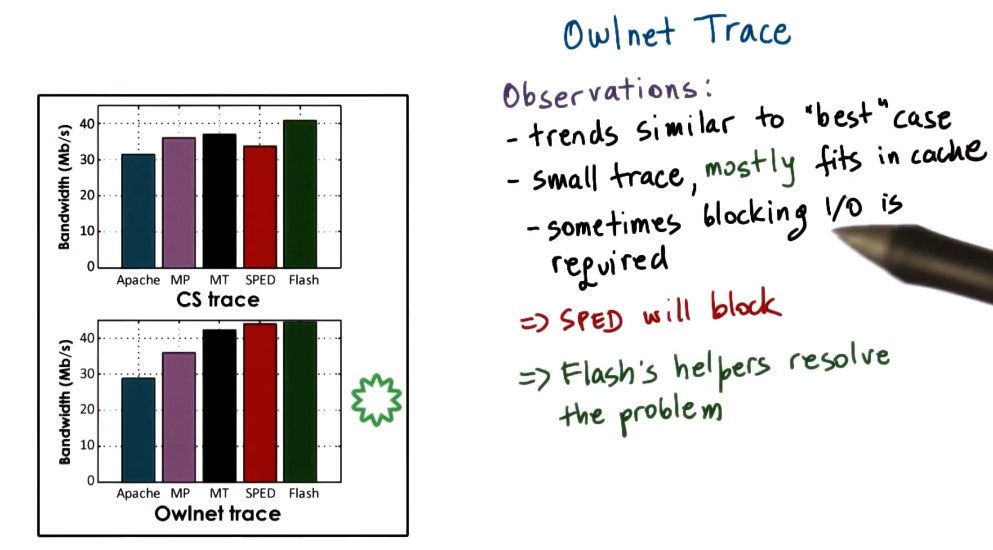 Owlnet Trace
Observations:
- trends similar to "best" case
- small trace, mostly fits in cache
- sometimes blocking I/O is
required
=> SPED will block
=> Flash's helpers resolve
the problem
Bandwidth (Mb/s)
40
30
20
10
0
Apache MP MT SPED Flash
CS trace
Bandwidth (Mb/s)
40
30
20
10
0
Apache MP MT SPED Flash
Owlnet trace